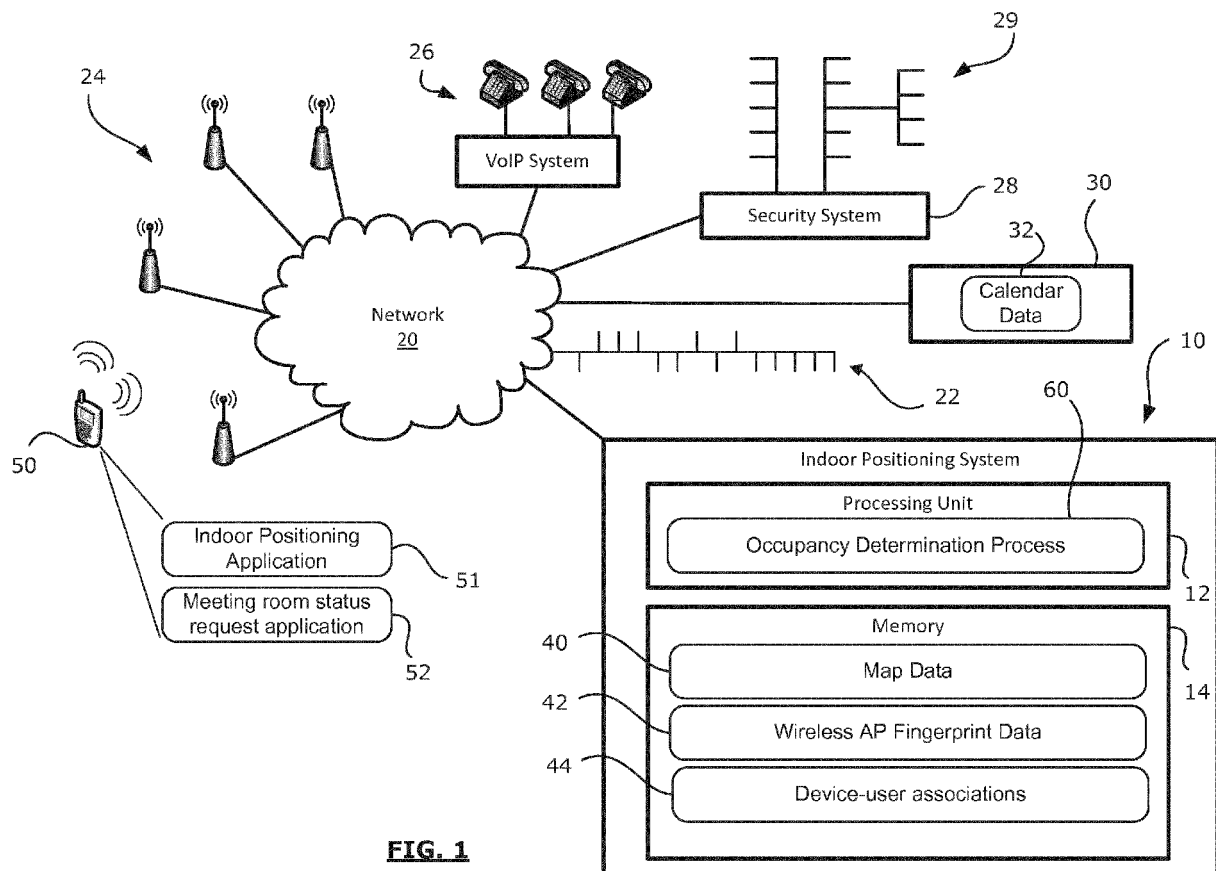 29
26
24
VoIP System
Security System
28
30
32
Calendar
Data
Network
20
10
22
60
50
Indoor Positioning System
Processing Unit
Occupancy Determination Process
12
Indoor Positioning
Application
51
Meeting room status
request application
52
Memory
14
40
Map Data
42
Wireless AP Fingerprint Data
44
Device-user associations
FIG. 1